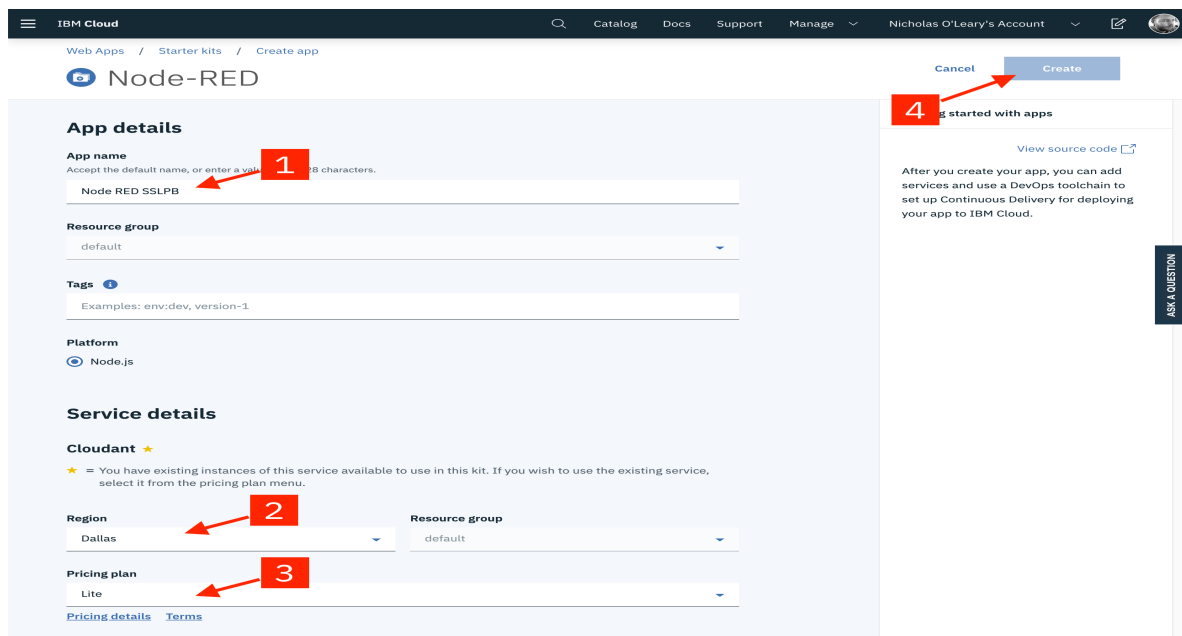 IBM Cloud
Catalog Docs Support Manage Nicholas O'Leary's Account
Web Apps / Starter kits / Create app
Node-RED
Cancel
Create
4
g started with apps
View source code
After you create your app, you can add
services and use a DevOps toolchain to
set up Continuous Delivery for deploying
your app to IBM Cloud.
ASK A QUESTION
App details
App name
Accept the default name, or enter a 8 characters.
1
Node RED SSLPB
Resource group
default
Tags
Examples: env:dev, version-1
Platform
Node.js
Service details
Cloudant
= You have existing instances of this service available to use in this kit. If you wish to use the existing service,
select it from the pricing plan menu.
2
Region
Dallas
Resource group
default
3
Pricing plan
Lite
Pricing details Terms